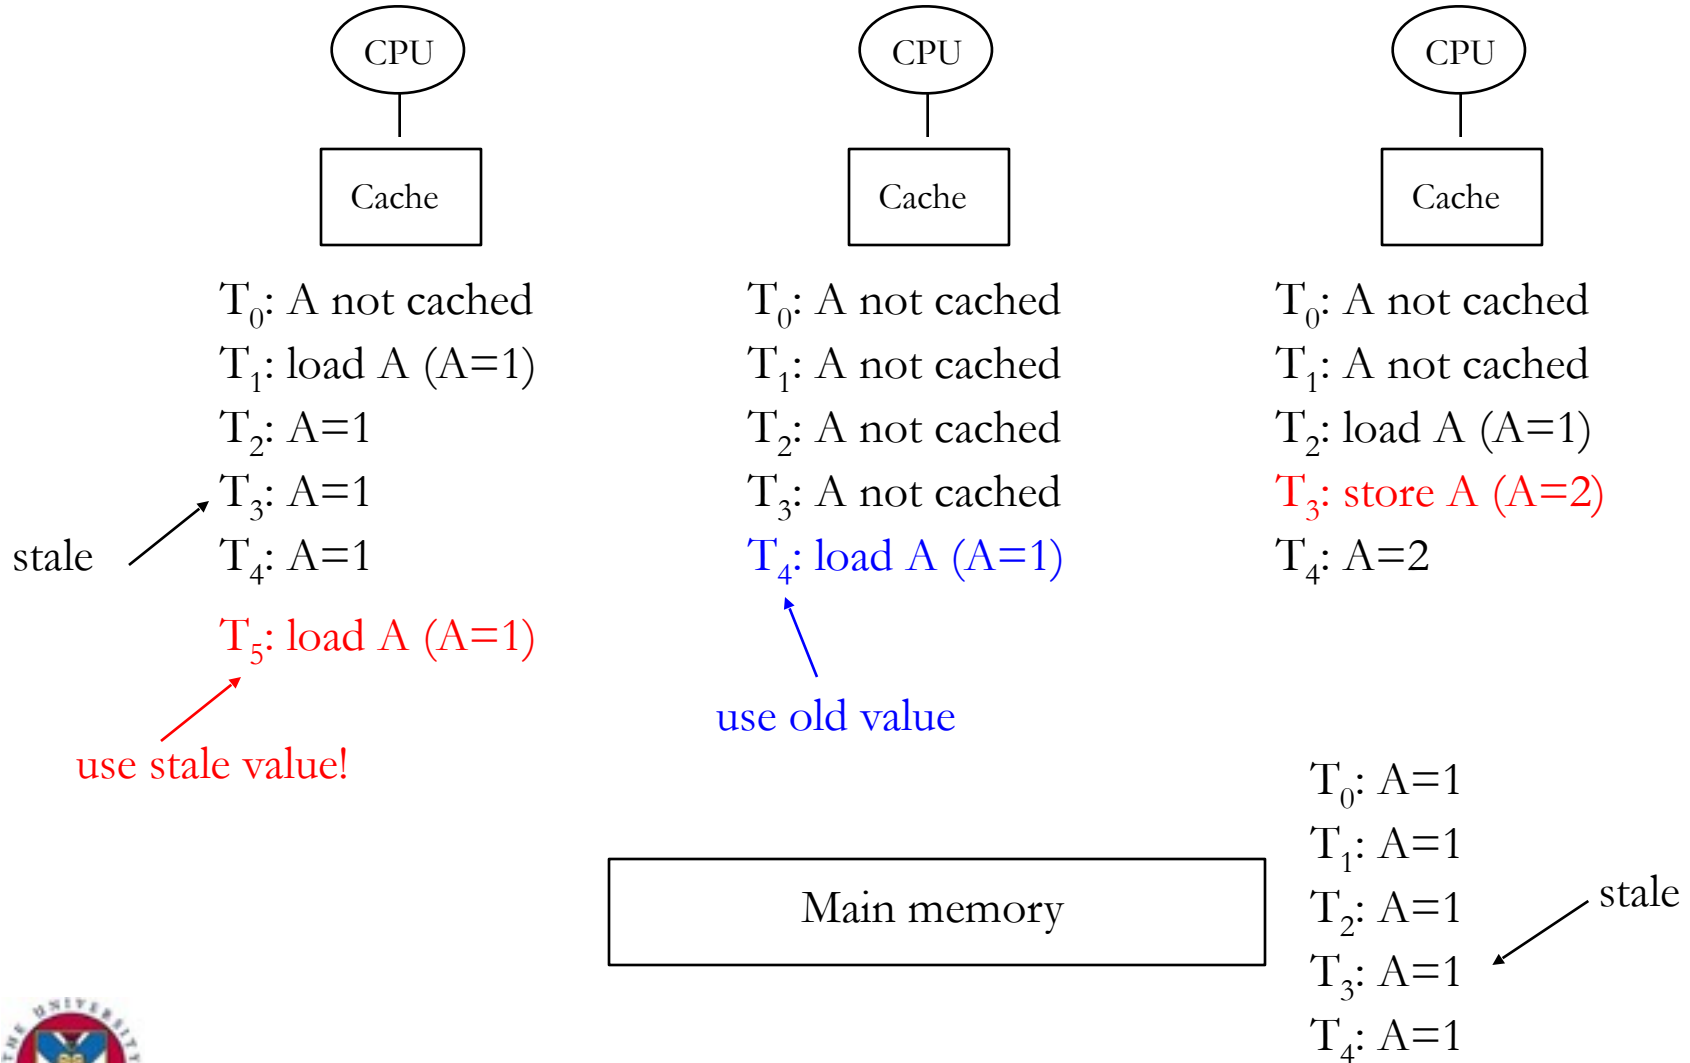 CPU
Cache
T₀: A not cached
T₁: load A (A=1)
T₂: A=1
T₃: A=1
T₄: A=1
T₅: load A (A=1)
stale
use stale value!
CPU
Cache
T₀: A not cached
T₁: A not cached
T₂: A not cached
T₃: A not cached
T₄: load A (A=1)
use old value
CPU
Cache
T₀: A not cached
T₁: A not cached
T₂: load A (A=1)
T₃: store A (A=2)
T₄: A=2
Main memory
T₀: A=1
T₁: A=1
T₂: A=1
T₃: A=1
T₄: A=1
stale
THE UNIVERSITY